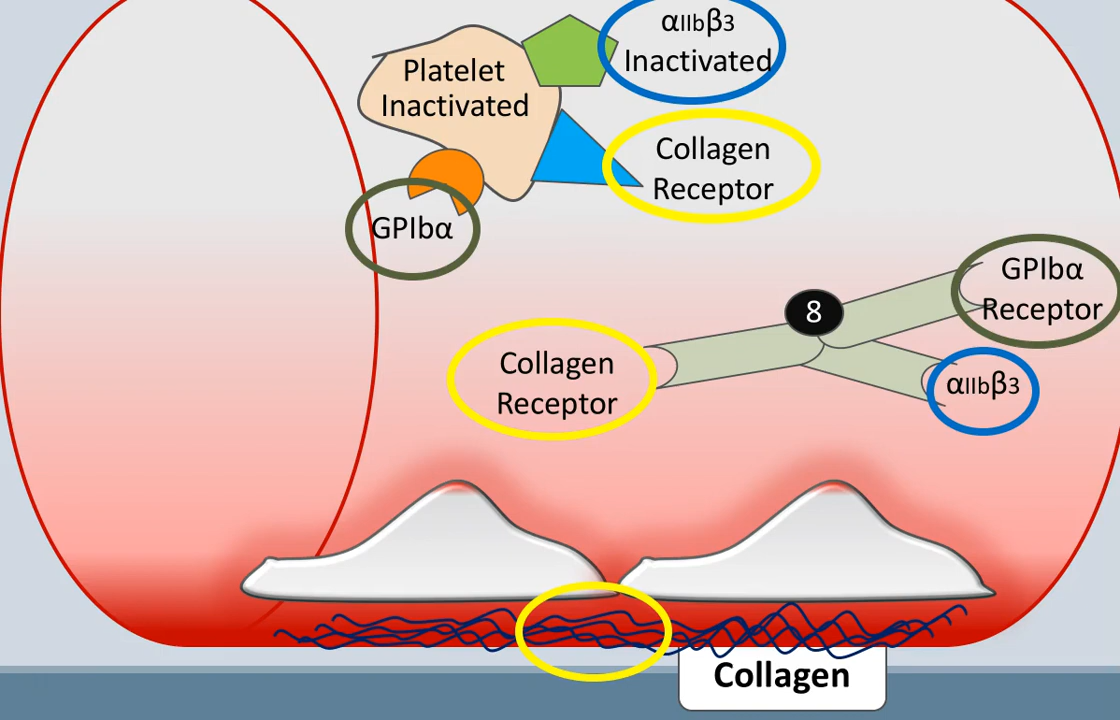 αIIbβ3
Inactivated
Platelet
Inactivated
Collagen
Receptor
GPIbα
GPIbα
Receptor
8
Collagen
Receptor
αIIbβ3
Collagen